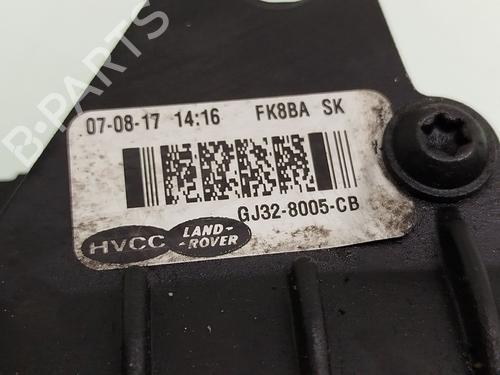 B-PARTS
07-08-17 14:16 FK8BA SK
GJ32-8005-CB
HVCC LAND-
-ROVER